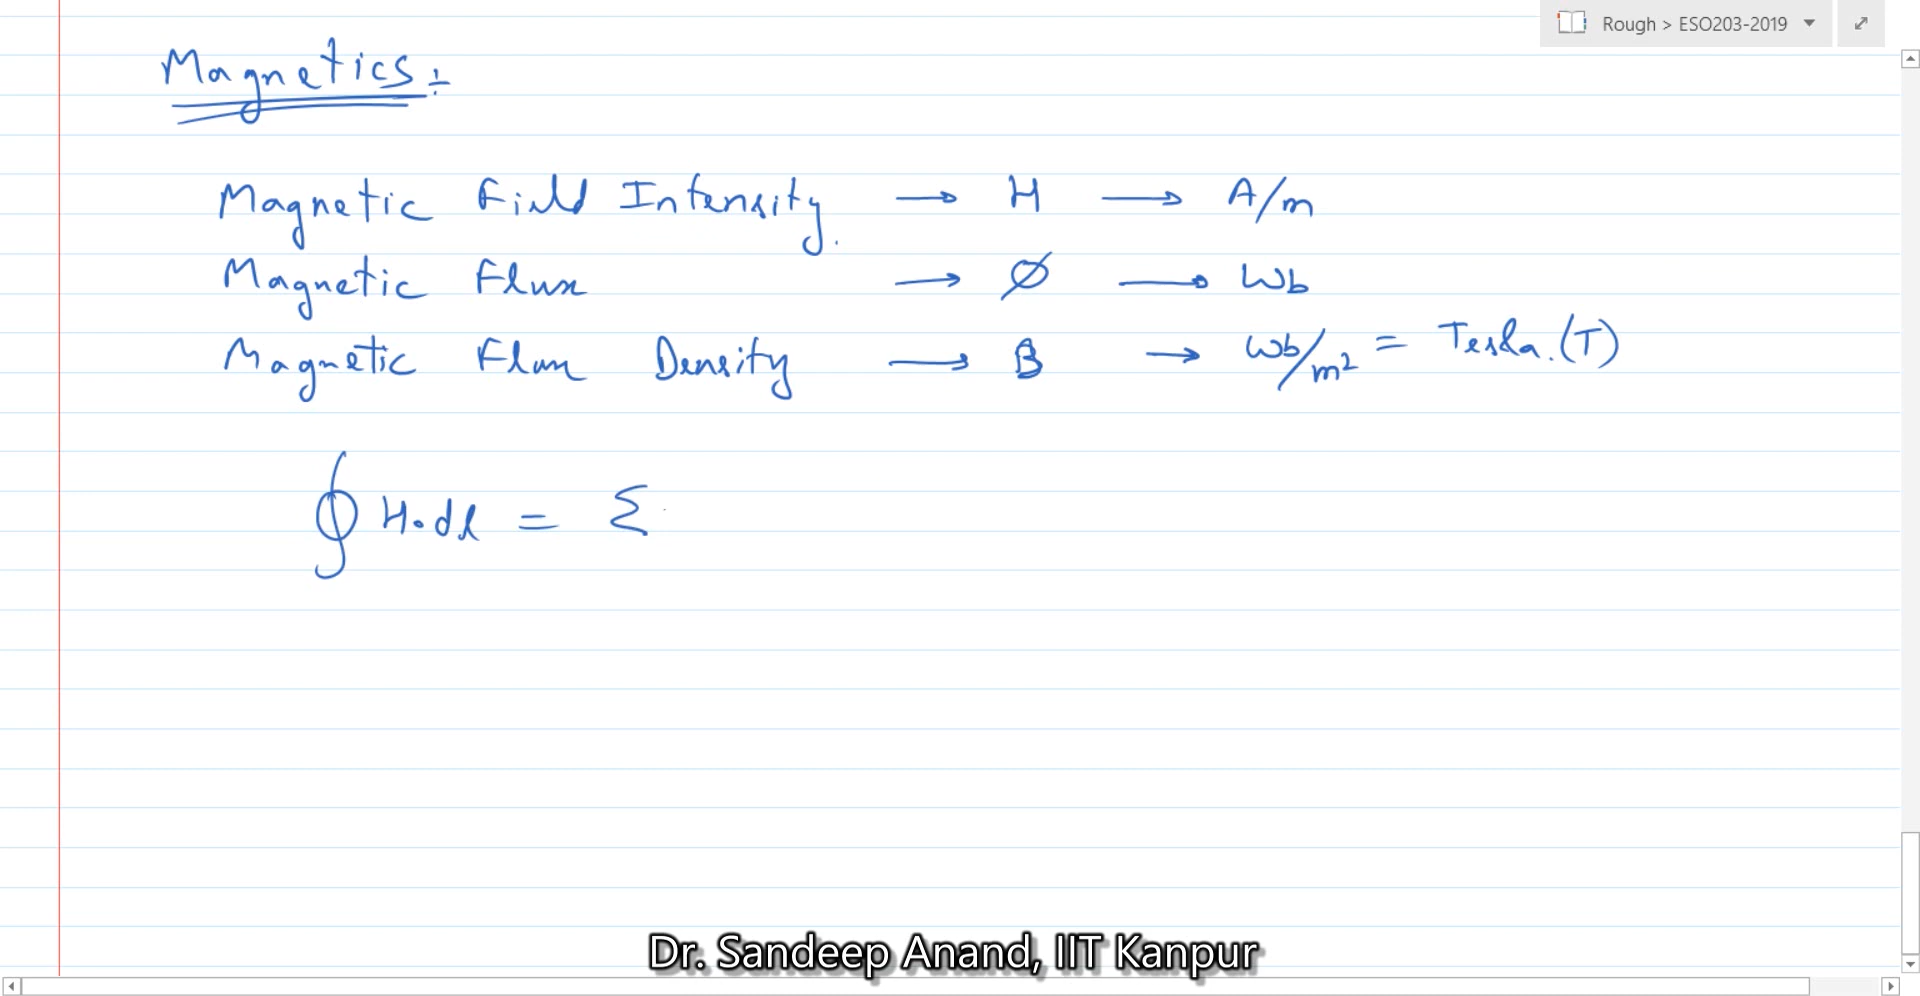 Rough > ESO203-2019
Magnetics:
Magnetic Field Intensity. → H → A/m
Magnetic Flux → Ø → Wb
Magnetic Flux Density → B → Wb/m² = Tesla. (T)
∮ H.dl = Σ
Dr. Sandeep Anand, IIT Kanpur